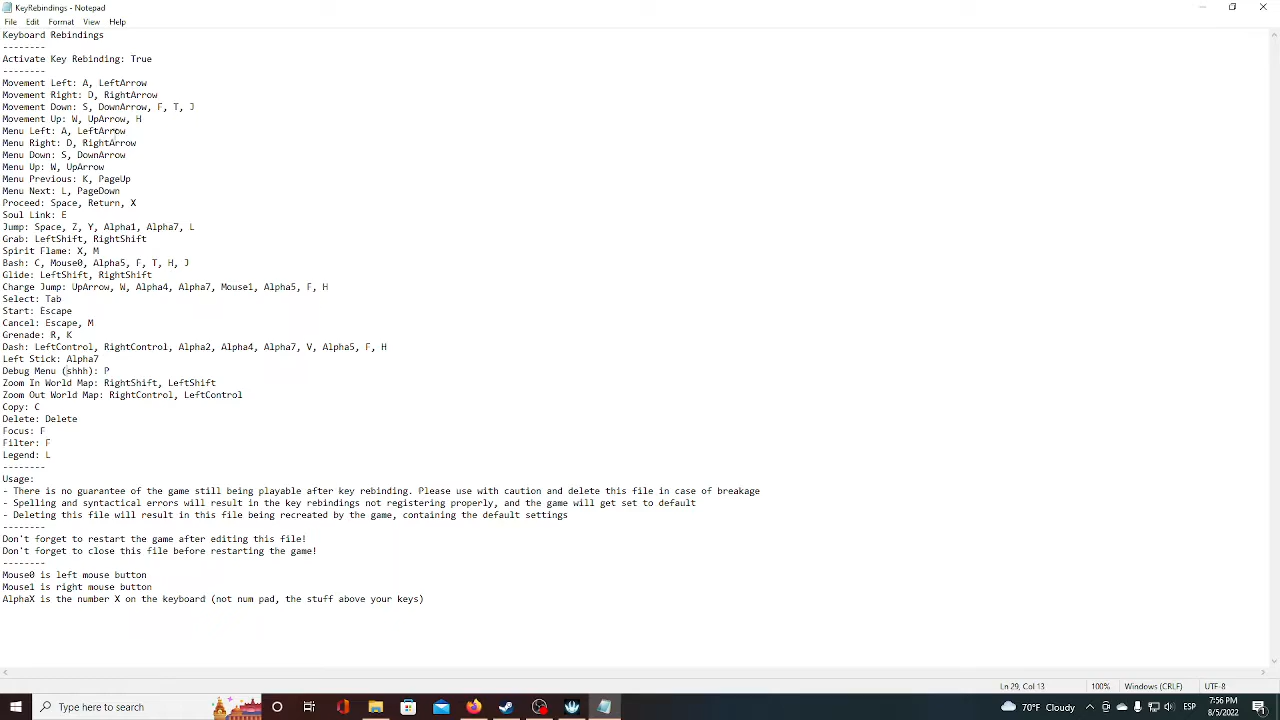 KeyRebindings - Notepad
File Edit Format View Help
Keyboard Rebindings
--------
Activate Key Rebinding: True
--------
Movement Left: A, LeftArrow
Movement Right: D, RightArrow
Movement Down: S, DownArrow, F, T, J
Movement Up: W, UpArrow, H
Menu Left: A, LeftArrow
Menu Right: D, RightArrow
Menu Down: S, DownArrow
Menu Up: W, UpArrow
Menu Previous: K, PageUp
Menu Next: L, PageDown
Proceed: Space, Return, X
Soul Link: E
Jump: Space, Z, Y, Alpha1, Alpha7, L
Grab: LeftShift, RightShift
Spirit Flame: X, M
Bash: C, Mouse0, Alpha5, F, T, H, J
Glide: LeftShift, RightShift
Charge Jump: UpArrow, W, Alpha4, Alpha7, Mouse1, Alpha5, F, H
Select: Tab
Start: Escape
Cancel: Escape, M
Grenade: R, K
Dash: LeftControl, RightControl, Alpha2, Alpha4, Alpha7, V, Alpha5, F, H
Left Stick: Alpha7
Debug Menu (shhh): P
Zoom In World Map: RightShift, LeftShift
Zoom Out World Map: RightControl, LeftControl
Copy: C
Delete: Delete
Focus: F
Filter: F
Legend: L
--------
Usage:
- There is no guarantee of the game still being playable after key rebinding. Please use with caution and delete this file in case of breakage
- Spelling and syntactical errors will result in the key rebindings not registering properly, and the game will get set to default
- Deleting this file will result in this file being recreated by the game, containing the default settings
--------
Don't forget to restart the game after editing this file!
Don't forget to close this file before restarting the game!
--------
Mouse0 is left mouse button
Mouse1 is right mouse button
AlphaX is the number X on the keyboard (not num pad, the stuff above your keys)
Ln 29, Col 13 100% Windows (CRLF) UTF-8
Type here to search
70°F Cloudy ESP
7:56 PM
8/5/2022